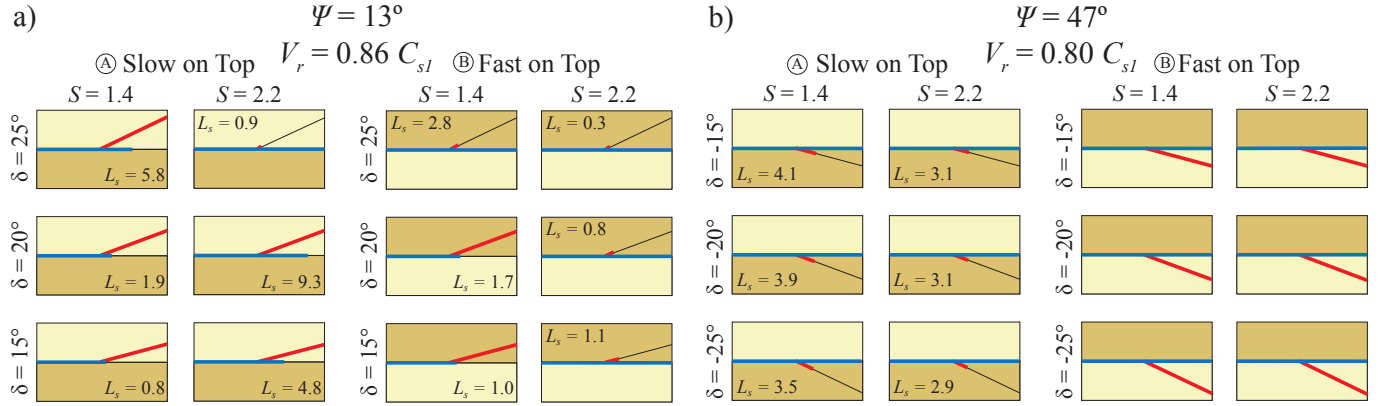 a)
Ψ = 13º
V_r = 0.86 C_s1
Ⓐ Slow on Top
Ⓑ Fast on Top
S = 1.4
S = 2.2
S = 1.4
S = 2.2
δ = 25°
L_s = 5.8
L_s = 0.9
L_s = 2.8
L_s = 0.3
δ = 20°
L_s = 1.9
L_s = 9.3
L_s = 1.7
L_s = 0.8
δ = 15°
L_s = 0.8
L_s = 4.8
L_s = 1.0
L_s = 1.1
b)
Ψ = 47º
V_r = 0.80 C_s1
Ⓐ Slow on Top
Ⓑ Fast on Top
S = 1.4
S = 2.2
S = 1.4
S = 2.2
δ = -15°
L_s = 4.1
L_s = 3.1
δ = -20°
L_s = 3.9
L_s = 3.1
δ = -25°
L_s = 3.5
L_s = 2.9